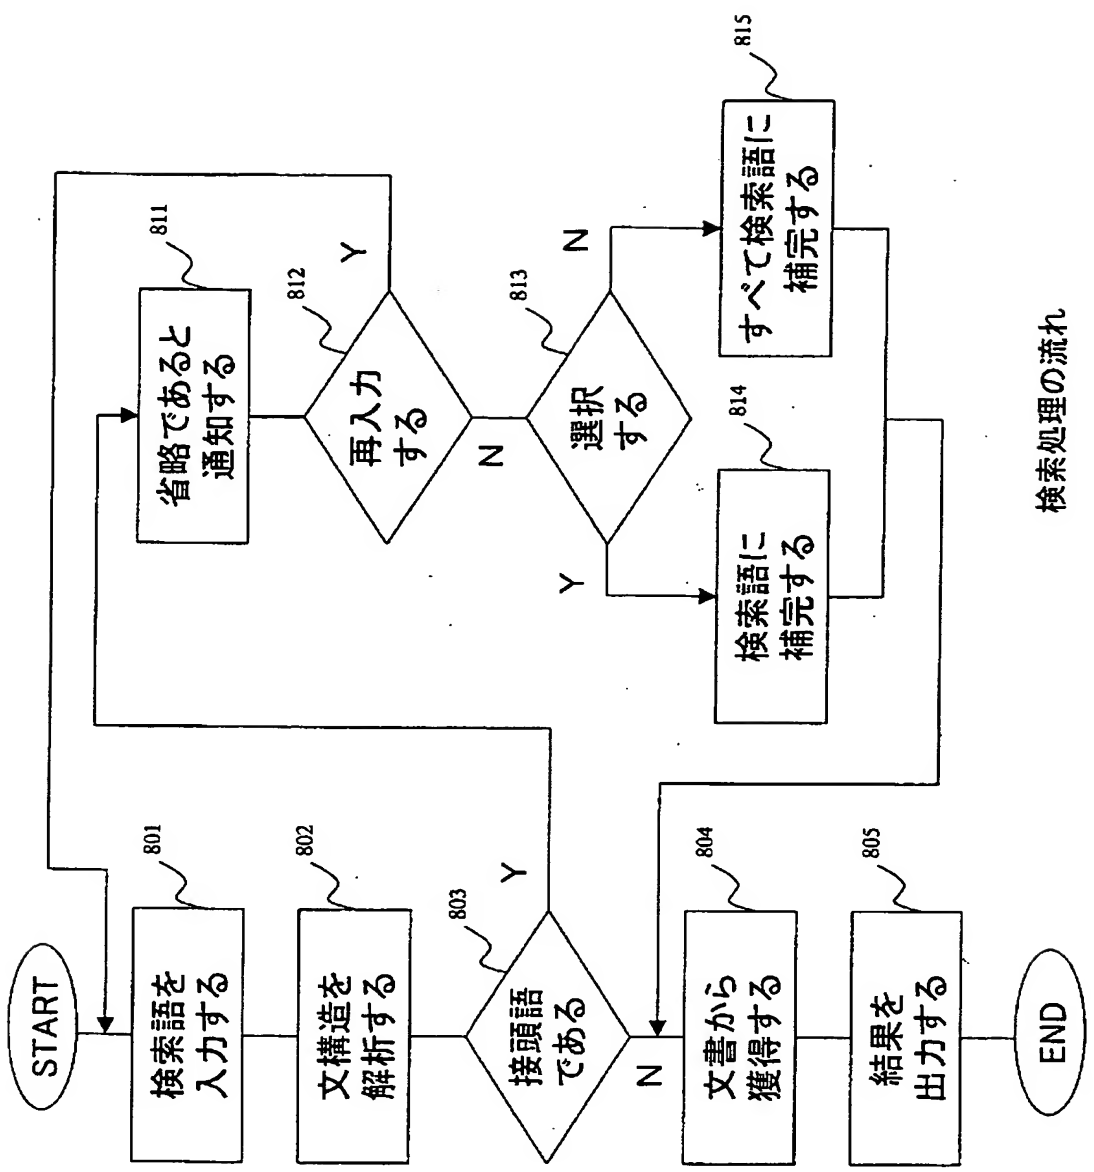 START
801
検索語を
入力する
802
文構造を
解析する
803
接頭語
である
Y
N
804
文書から
獲得する
805
結果を
出力する
END
811
省略であると
通知する
812
再入力
する
Y
N
813
選択
する
Y
N
814
検索語に
補完する
815
すべて検索語に
補完する
検索処理の流れ